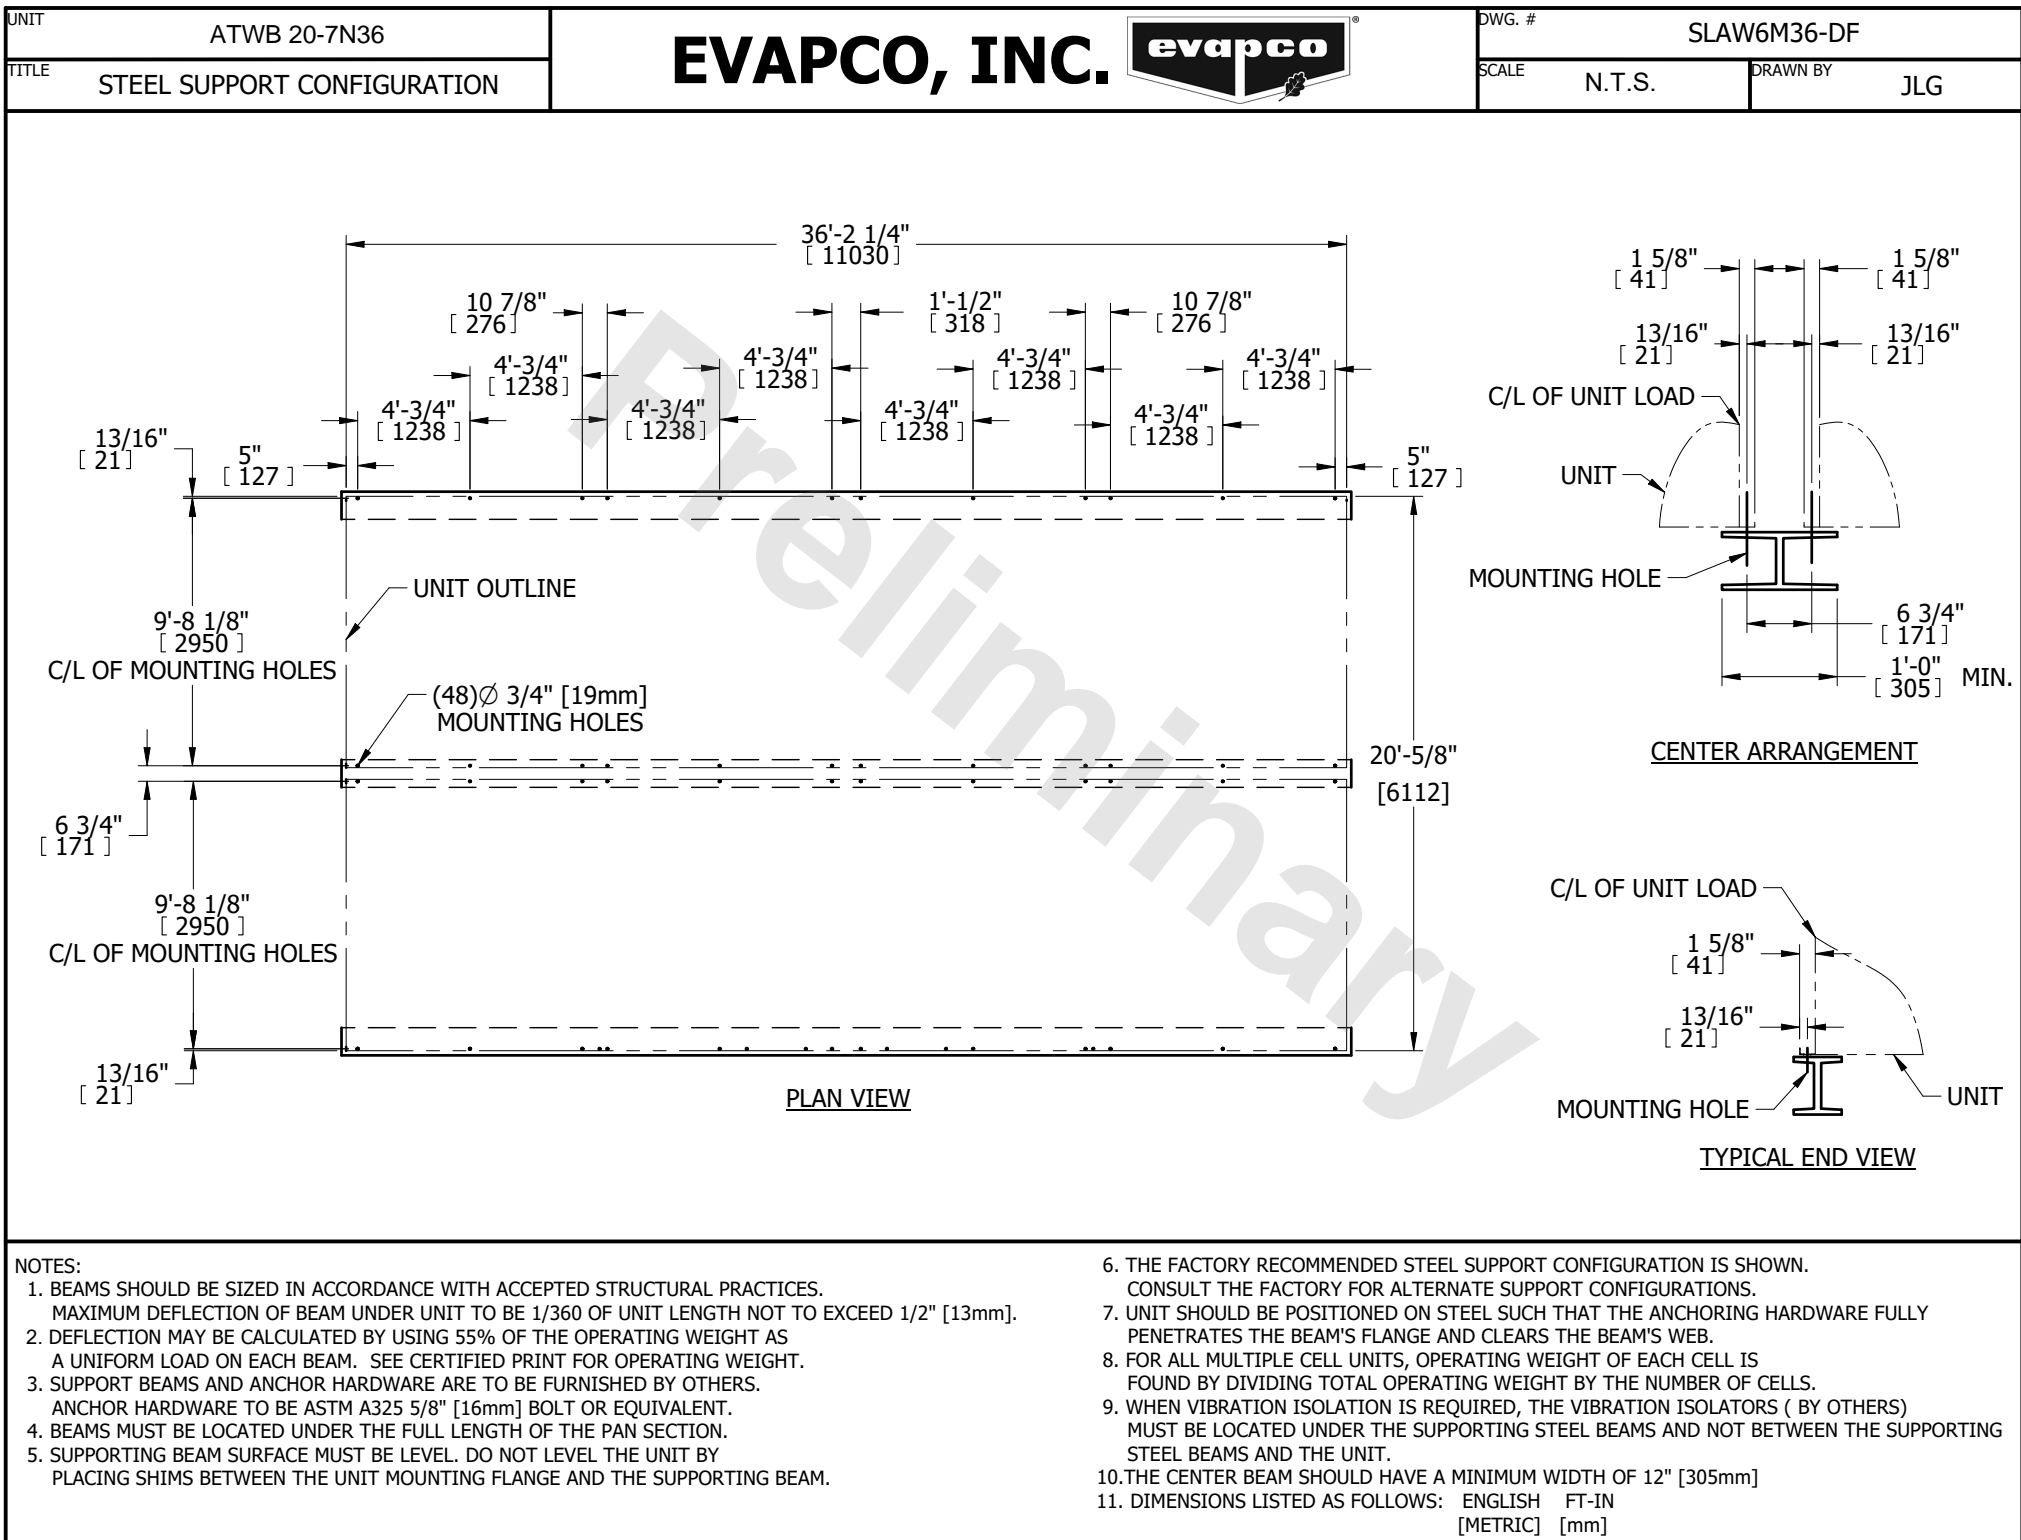 UNIT
ATWB 20-7N36
TITLE
STEEL SUPPORT CONFIGURATION
EVAPCO, INC.
evapco
®
DWG. #
SLAW6M36-DF
SCALE
N.T.S.
DRAWN BY
JLG
36'-2 1/4"
[ 11030 ]
10 7/8"
[ 276 ]
1'-1/2"
[ 318 ]
10 7/8"
[ 276 ]
4'-3/4"
[ 1238 ]
4'-3/4"
[ 1238 ]
4'-3/4"
[ 1238 ]
4'-3/4"
[ 1238 ]
4'-3/4"
[ 1238 ]
4'-3/4"
[ 1238 ]
4'-3/4"
[ 1238 ]
4'-3/4"
[ 1238 ]
13/16"
[ 21 ]
5"
[ 127 ]
5"
[ 127 ]
UNIT OUTLINE
9'-8 1/8"
[ 2950 ]
C/L OF MOUNTING HOLES
(48)Ø 3/4" [19mm]
MOUNTING HOLES
20'-5/8"
[6112]
6 3/4"
[ 171 ]
9'-8 1/8"
[ 2950 ]
C/L OF MOUNTING HOLES
13/16"
[ 21 ]
PLAN VIEW
Preliminary
1 5/8"
[ 41 ]
1 5/8"
[ 41 ]
13/16"
[ 21 ]
13/16"
[ 21 ]
C/L OF UNIT LOAD
UNIT
MOUNTING HOLE
6 3/4"
[ 171 ]
1'-0"
[ 305 ] MIN.
CENTER ARRANGEMENT
C/L OF UNIT LOAD
1 5/8"
[ 41 ]
13/16"
[ 21 ]
MOUNTING HOLE
UNIT
TYPICAL END VIEW
NOTES:
1. BEAMS SHOULD BE SIZED IN ACCORDANCE WITH ACCEPTED STRUCTURAL PRACTICES.
MAXIMUM DEFLECTION OF BEAM UNDER UNIT TO BE 1/360 OF UNIT LENGTH NOT TO EXCEED 1/2" [13mm].
2. DEFLECTION MAY BE CALCULATED BY USING 55% OF THE OPERATING WEIGHT AS
A UNIFORM LOAD ON EACH BEAM. SEE CERTIFIED PRINT FOR OPERATING WEIGHT.
3. SUPPORT BEAMS AND ANCHOR HARDWARE ARE TO BE FURNISHED BY OTHERS.
ANCHOR HARDWARE TO BE ASTM A325 5/8" [16mm] BOLT OR EQUIVALENT.
4. BEAMS MUST BE LOCATED UNDER THE FULL LENGTH OF THE PAN SECTION.
5. SUPPORTING BEAM SURFACE MUST BE LEVEL. DO NOT LEVEL THE UNIT BY
PLACING SHIMS BETWEEN THE UNIT MOUNTING FLANGE AND THE SUPPORTING BEAM.
6. THE FACTORY RECOMMENDED STEEL SUPPORT CONFIGURATION IS SHOWN.
CONSULT THE FACTORY FOR ALTERNATE SUPPORT CONFIGURATIONS.
7. UNIT SHOULD BE POSITIONED ON STEEL SUCH THAT THE ANCHORING HARDWARE FULLY
PENETRATES THE BEAM'S FLANGE AND CLEARS THE BEAM'S WEB.
8. FOR ALL MULTIPLE CELL UNITS, OPERATING WEIGHT OF EACH CELL IS
FOUND BY DIVIDING TOTAL OPERATING WEIGHT BY THE NUMBER OF CELLS.
9. WHEN VIBRATION ISOLATION IS REQUIRED, THE VIBRATION ISOLATORS ( BY OTHERS)
MUST BE LOCATED UNDER THE SUPPORTING STEEL BEAMS AND NOT BETWEEN THE SUPPORTING
STEEL BEAMS AND THE UNIT.
10.THE CENTER BEAM SHOULD HAVE A MINIMUM WIDTH OF 12" [305mm]
11. DIMENSIONS LISTED AS FOLLOWS: ENGLISH FT-IN
[METRIC] [mm]